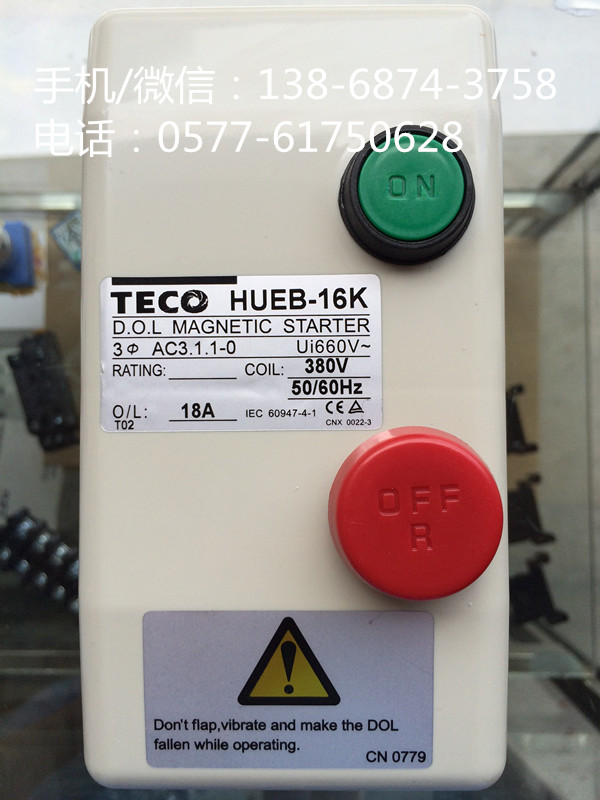 手机/微信：138-6874-3758
电话：0577-61750628
ON
TECO HUEB-16K
D.O.L MAGNETIC STARTER
3Φ AC3.1.1-0 Ui660V~
RATING: COIL: 380V
50/60Hz
O/L: 18A IEC 60947-4-1 CE
T02 CNX 0022-3
OFF
R
Don't flap,vibrate and make the DOL
fallen while operating.
CN 0779